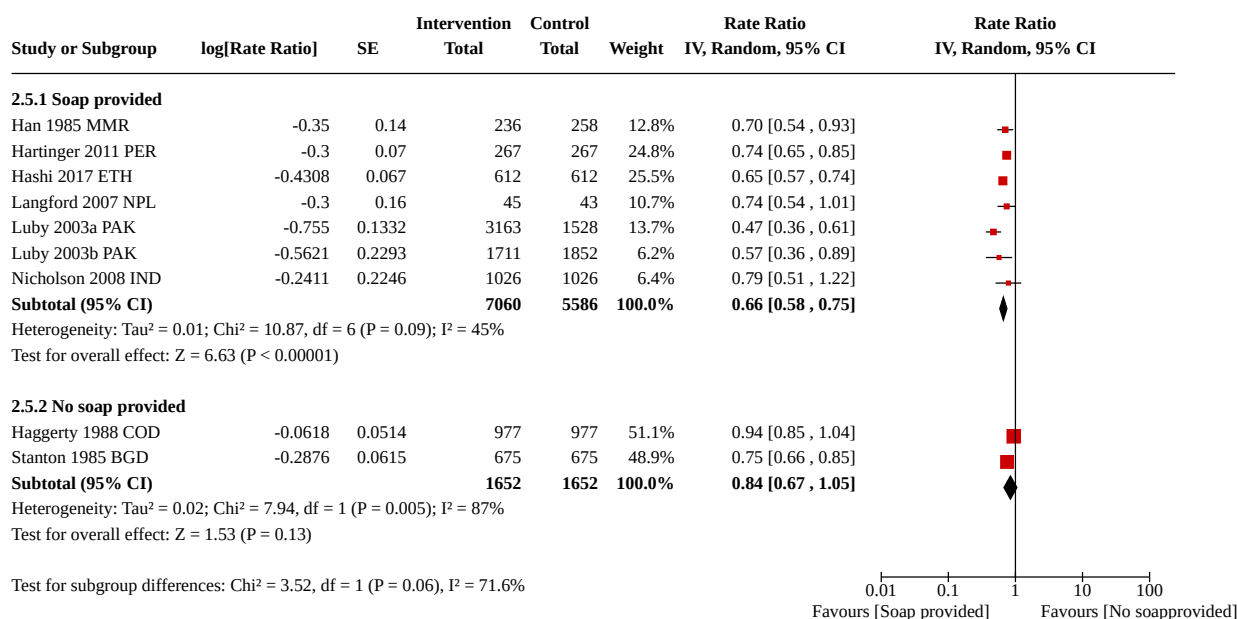 Intervention Control Rate Ratio Rate Ratio
Study or Subgroup log[Rate Ratio] SE Total Total Weight IV, Random, 95% CI IV, Random, 95% CI
2.5.1 Soap provided
Han 1985 MMR -0.35 0.14 236 258 12.8% 0.70 [0.54 , 0.93]
Hartinger 2011 PER -0.3 0.07 267 267 24.8% 0.74 [0.65 , 0.85]
Hashi 2017 ETH -0.4308 0.067 612 612 25.5% 0.65 [0.57 , 0.74]
Langford 2007 NPL -0.3 0.16 45 43 10.7% 0.74 [0.54 , 1.01]
Luby 2003a PAK -0.755 0.1332 3163 1528 13.7% 0.47 [0.36 , 0.61]
Luby 2003b PAK -0.5621 0.2293 1711 1852 6.2% 0.57 [0.36 , 0.89]
Nicholson 2008 IND -0.2411 0.2246 1026 1026 6.4% 0.79 [0.51 , 1.22]
Subtotal (95% CI) 7060 5586 100.0% 0.66 [0.58 , 0.75]
Heterogeneity: Tau² = 0.01; Chi² = 10.87, df = 6 (P = 0.09); I² = 45%
Test for overall effect: Z = 6.63 (P < 0.00001)
2.5.2 No soap provided
Haggerty 1988 COD -0.0618 0.0514 977 977 51.1% 0.94 [0.85 , 1.04]
Stanton 1985 BGD -0.2876 0.0615 675 675 48.9% 0.75 [0.66 , 0.85]
Subtotal (95% CI) 1652 1652 100.0% 0.84 [0.67 , 1.05]
Heterogeneity: Tau² = 0.02; Chi² = 7.94, df = 1 (P = 0.005); I² = 87%
Test for overall effect: Z = 1.53 (P = 0.13)
Test for subgroup differences: Chi² = 3.52, df = 1 (P = 0.06), I² = 71.6%
0.01 0.1 1 10 100
Favours [Soap provided] Favours [No soapprovided]